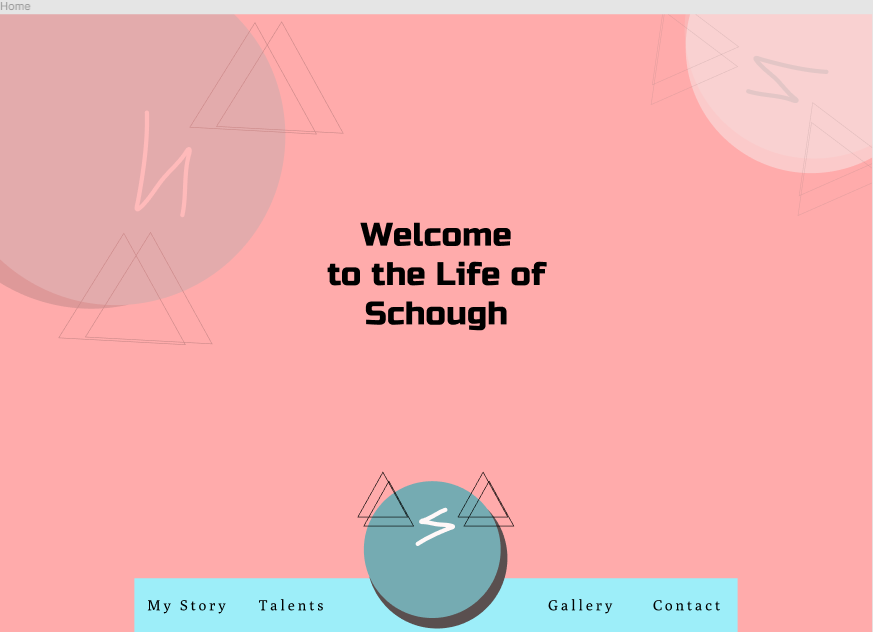 Home
Welcome
to the Life of
Schough
My Story Talents Gallery Contact